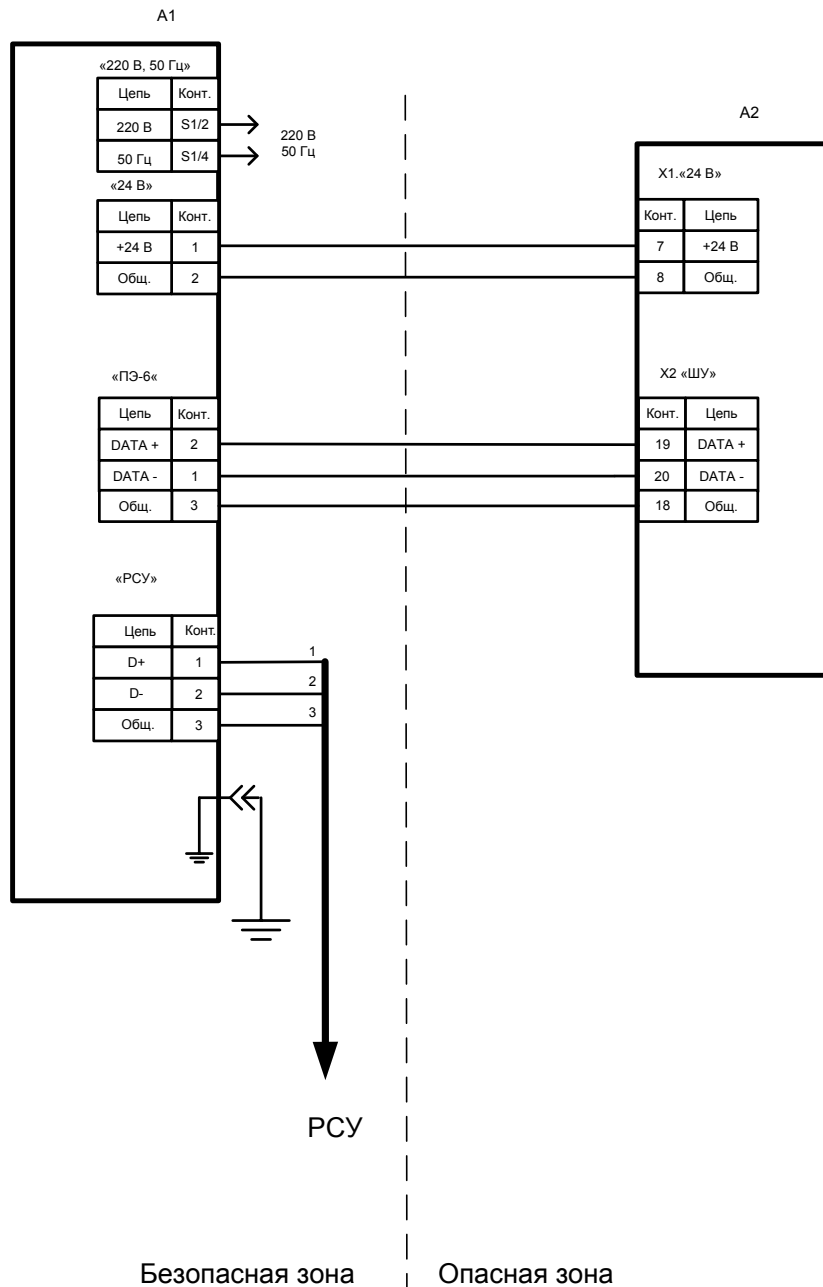 A1
«220 В, 50 Гц»
Цепь Конт.
220 В S1/2
50 Гц S1/4
220 В
50 Гц
«24 В»
Цепь Конт.
+24 В 1
Общ. 2
«ПЭ-6«
Цепь Конт.
DATA + 2
DATA - 1
Общ. 3
«РСУ»
Цепь Конт.
D+ 1
D- 2
Общ. 3
1
2
3
РСУ
A2
X1.«24 В»
Конт. Цепь
7 +24 В
8 Общ.
X2 «ШУ»
Конт. Цепь
19 DATA +
20 DATA -
18 Общ.
Безопасная зона
Опасная зона